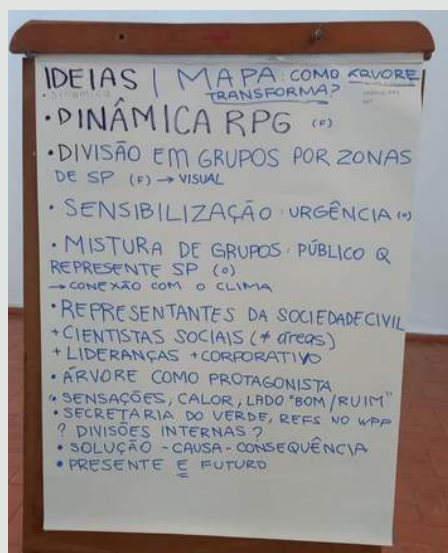 IDEIAS | MAPA: COMO ÁRVORE
TRANSFORMA?
• DINÂMICA RPG (F)
• DIVISÃO EM GRUPOS POR ZONAS
DE SP (F) → VISUAL
• SENSIBILIZAÇÃO: URGÊNCIA (O)
• MISTURA DE GRUPOS: PÚBLICO Q
REPRESENTE SP (O)
→ CONEXÃO COM O CLIMA
• REPRESENTANTES DA SOCIEDADE CIVIL
+ CIENTISTAS SOCIAIS (≠ áreas)
+ LIDERANÇAS + CORPORATIVO
• ÁRVORE COMO PROTAGONISTA
• SENSAÇÕES, CALOR, LADO "BOM/RUIM"
• SECRETARIA DO VERDE, REFS NO WPP
? DIVISÕES INTERNAS?
• SOLUÇÃO - CAUSA - CONSEQUÊNCIA
• PRESENTE E FUTURO